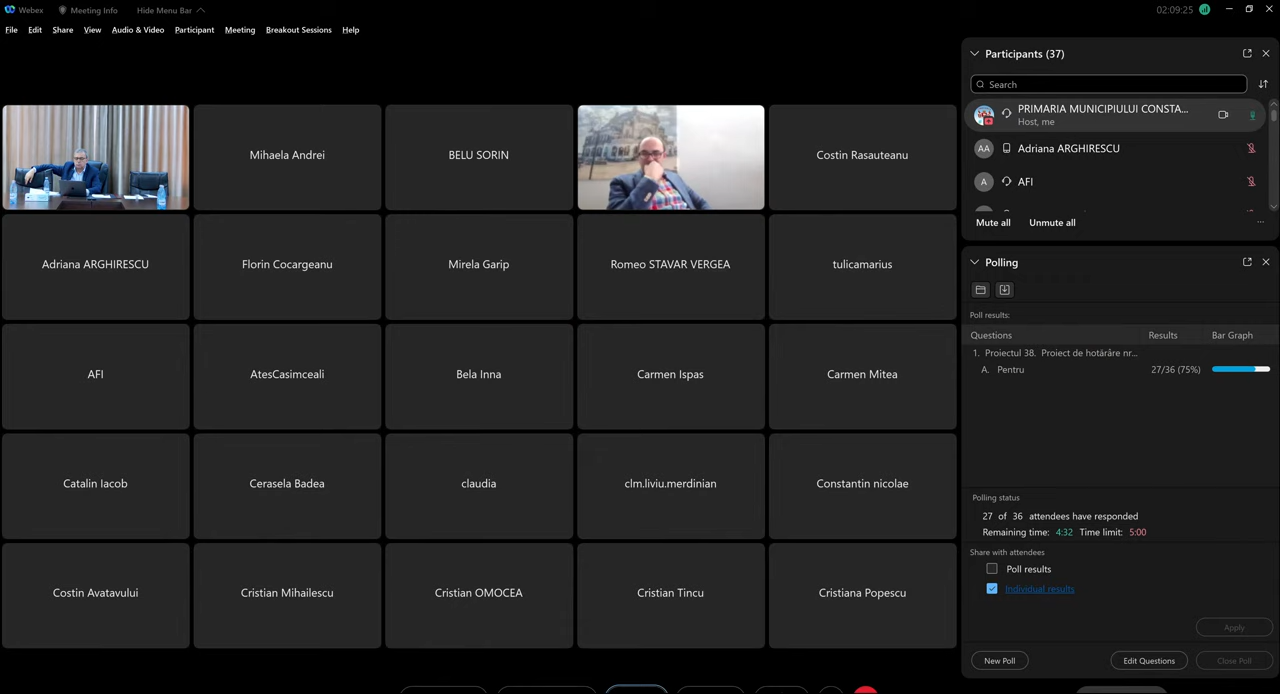 Webex Meeting Info Hide Menu Bar 02:09:25
File Edit Share View Audio & Video Participant Meeting Breakout Sessions Help
Participants (37)
Search
PRIMARIA MUNICIPIULUI CONSTA...
Host, me
AA Adriana ARGHIRESCU
A AFI
Mute all Unmute all
Mihaela Andrei
BELU SORIN
Costin Rasauteanu
Adriana ARGHIRESCU
Florin Cocargeanu
Mirela Garip
Romeo STAVAR VERGEA
tulicamarius
AFI
AtesCasimceali
Bela Inna
Carmen Ispas
Carmen Mitea
Catalin Iacob
Cerasela Badea
claudia
clm.liviu.merdinian
Constantin nicolae
Costin Avatavului
Cristian Mihailescu
Cristian OMOCEA
Cristian Tincu
Cristiana Popescu
Polling
Poll results:
Questions Results Bar Graph
1. Proiectul 38. Proiect de hotărâre nr...
A. Pentru 27/36 (75%)
Polling status
27 of 36 attendees have responded
Remaining time: 4:32 Time limit: 5:00
Share with attendees
Poll results
Individual results
Apply
New Poll Edit Questions Close Poll